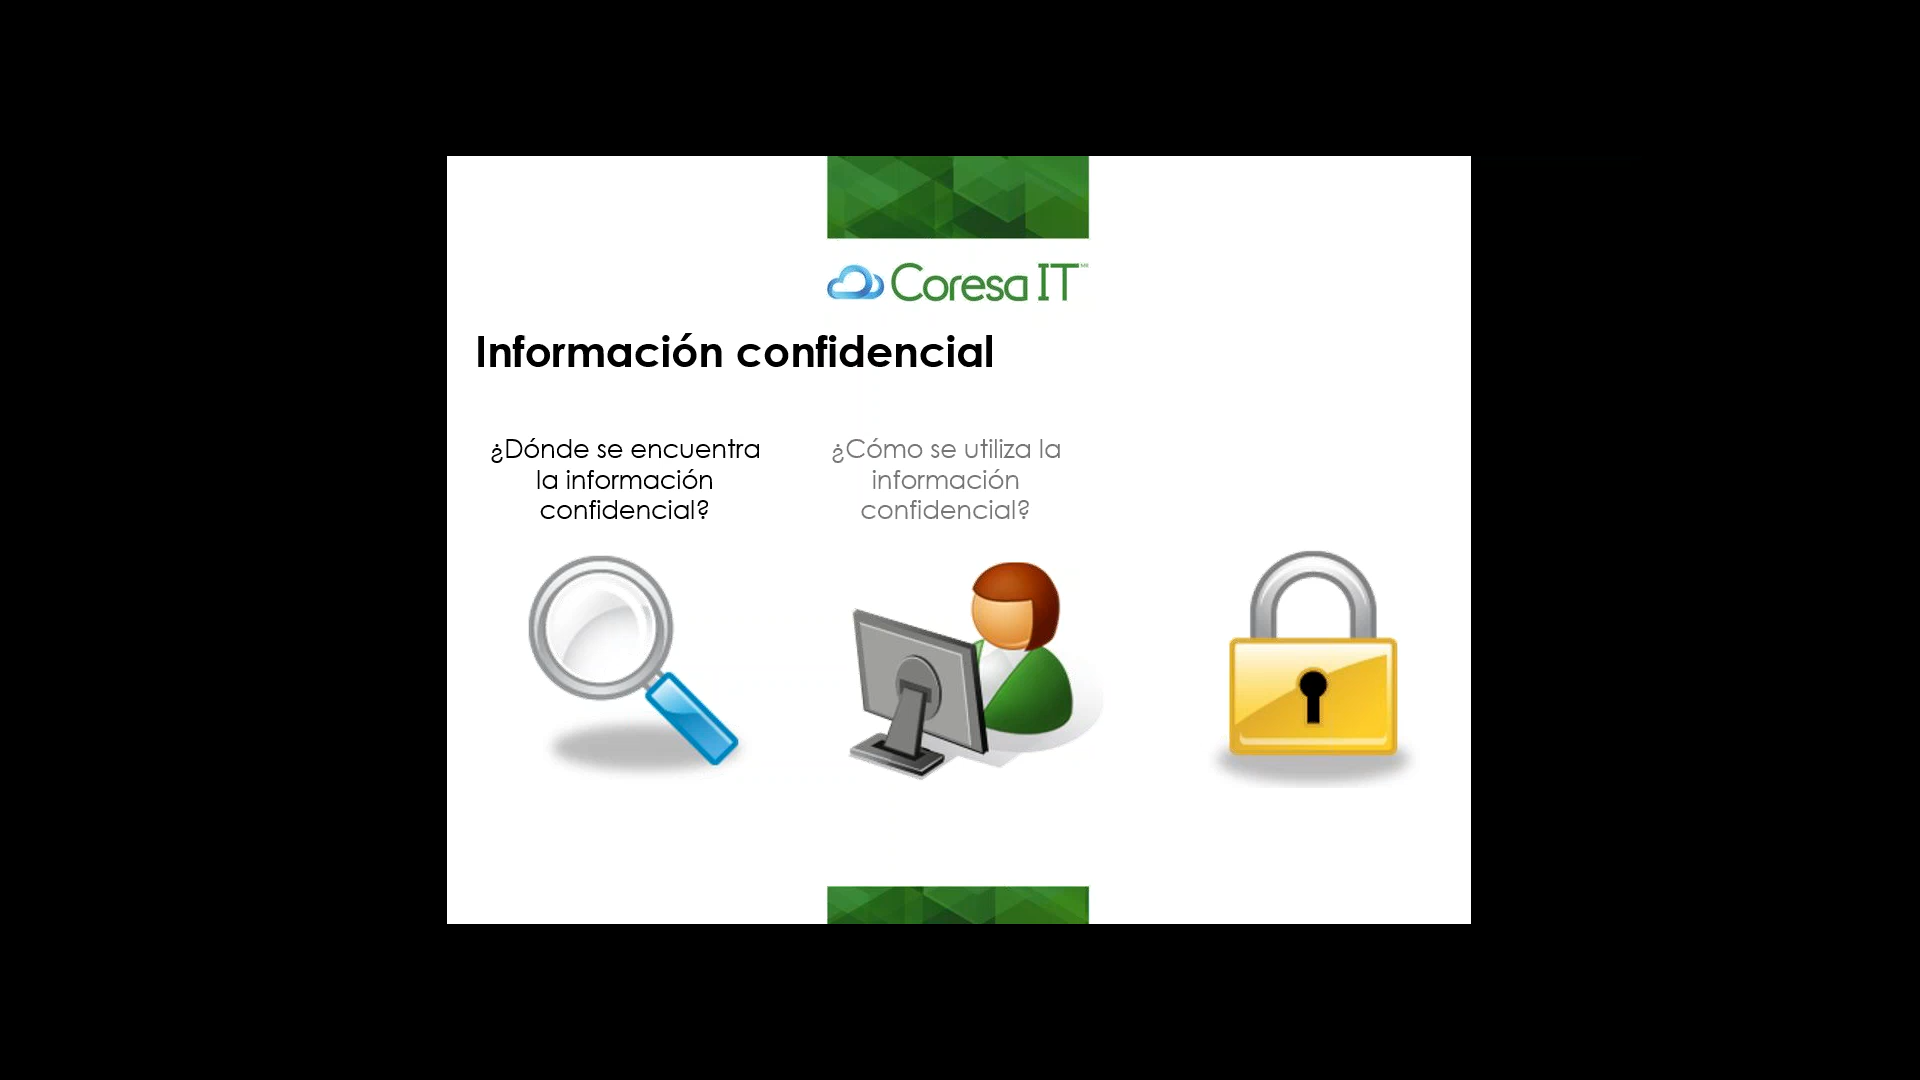 Coresa IT
Información confidencial
¿Dónde se encuentra
la información
confidencial?
¿Cómo se utiliza la
información
confidencial?